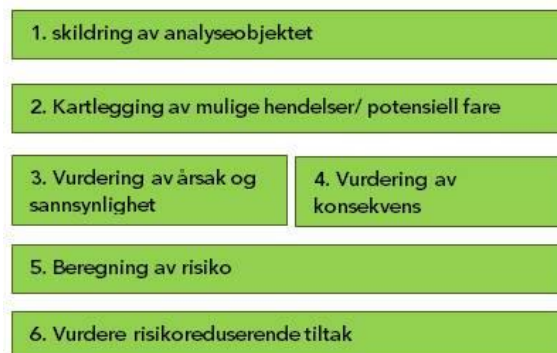 1. skildring av analyseobjektet
2. Kartlegging av mulige hendelser/ potensiell fare
3. Vurdering av årsak og
sannsynlighet
4. Vurdering av
konsekvens
5. Beregning av risiko
6. Vurdere risikoreduserende tiltak